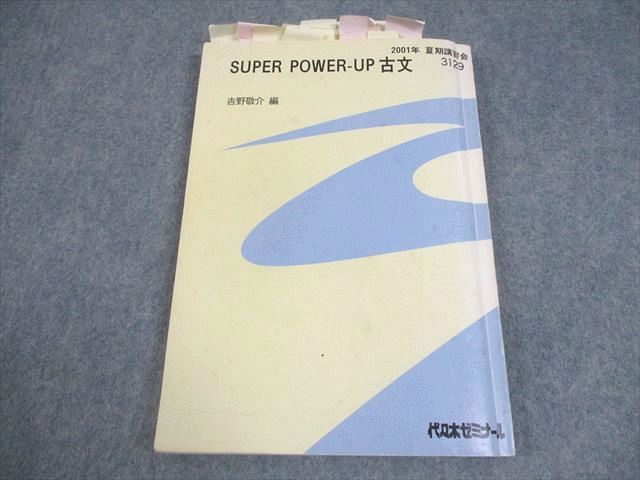 2001年 夏期講習会
3129
SUPER POWER-UP 古文
吉野敬介 編
代々木ゼミナール